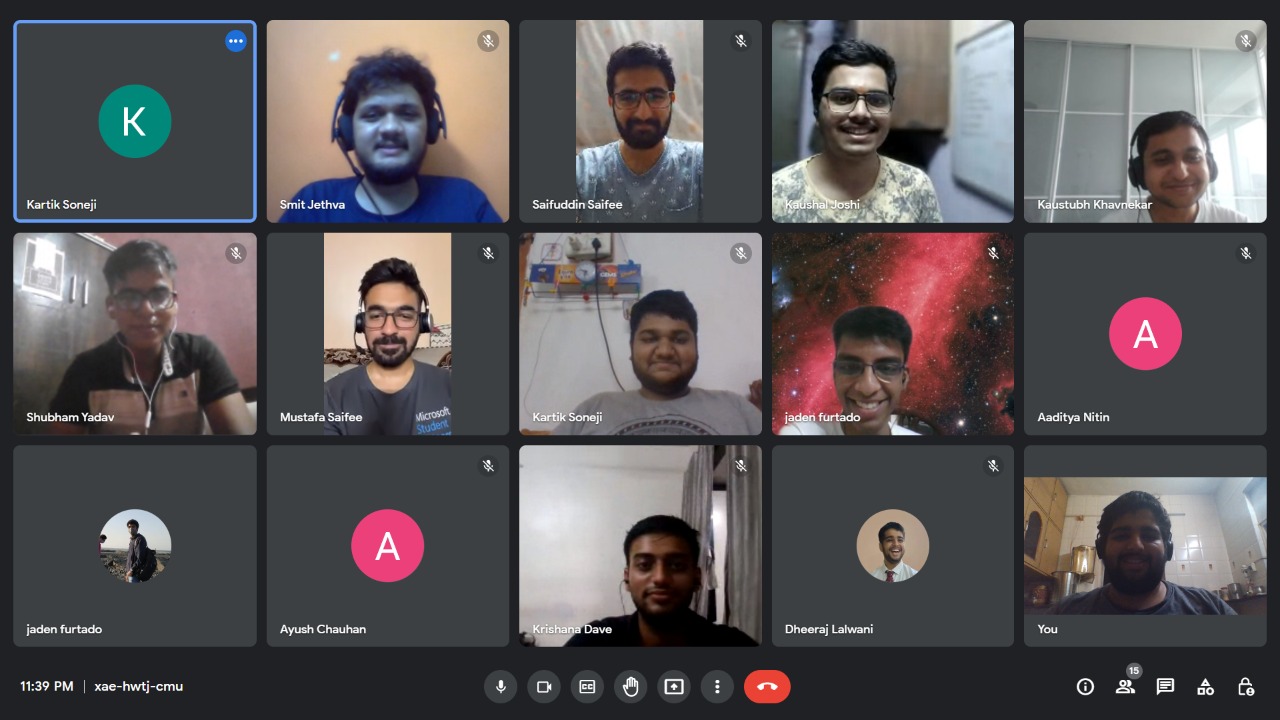 K
Kartik Soneji
Smit Jethva
Saifuddin Saifee
Kaushal Joshi
Kaustubh Khavnekar
Shubham Yadav
Mustafa Saifee
Microsoft
Student
Kartik Soneji
jaden furtado
A
Aaditya Nitin
jaden furtado
A
Ayush Chauhan
Krishana Dave
Dheeraj Lalwani
You
11:39 PM | xae-hwtj-cmu
CC
15